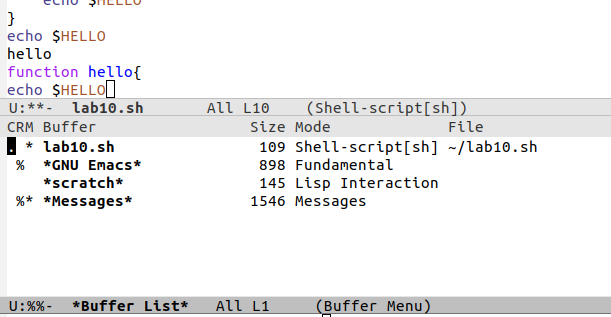 echo $HELLO
}
echo $HELLO
hello
function hello{
echo $HELLO
U:**-  lab10.sh       All L10    (Shell-script[sh])
CRM Buffer                Size Mode              File
. * lab10.sh               109 Shell-script[sh] ~/lab10.sh
 %  *GNU Emacs*            898 Fundamental
    *scratch*              145 Lisp Interaction
 %* *Messages*            1546 Messages
U:%%-  *Buffer List*   All L1     (Buffer Menu)